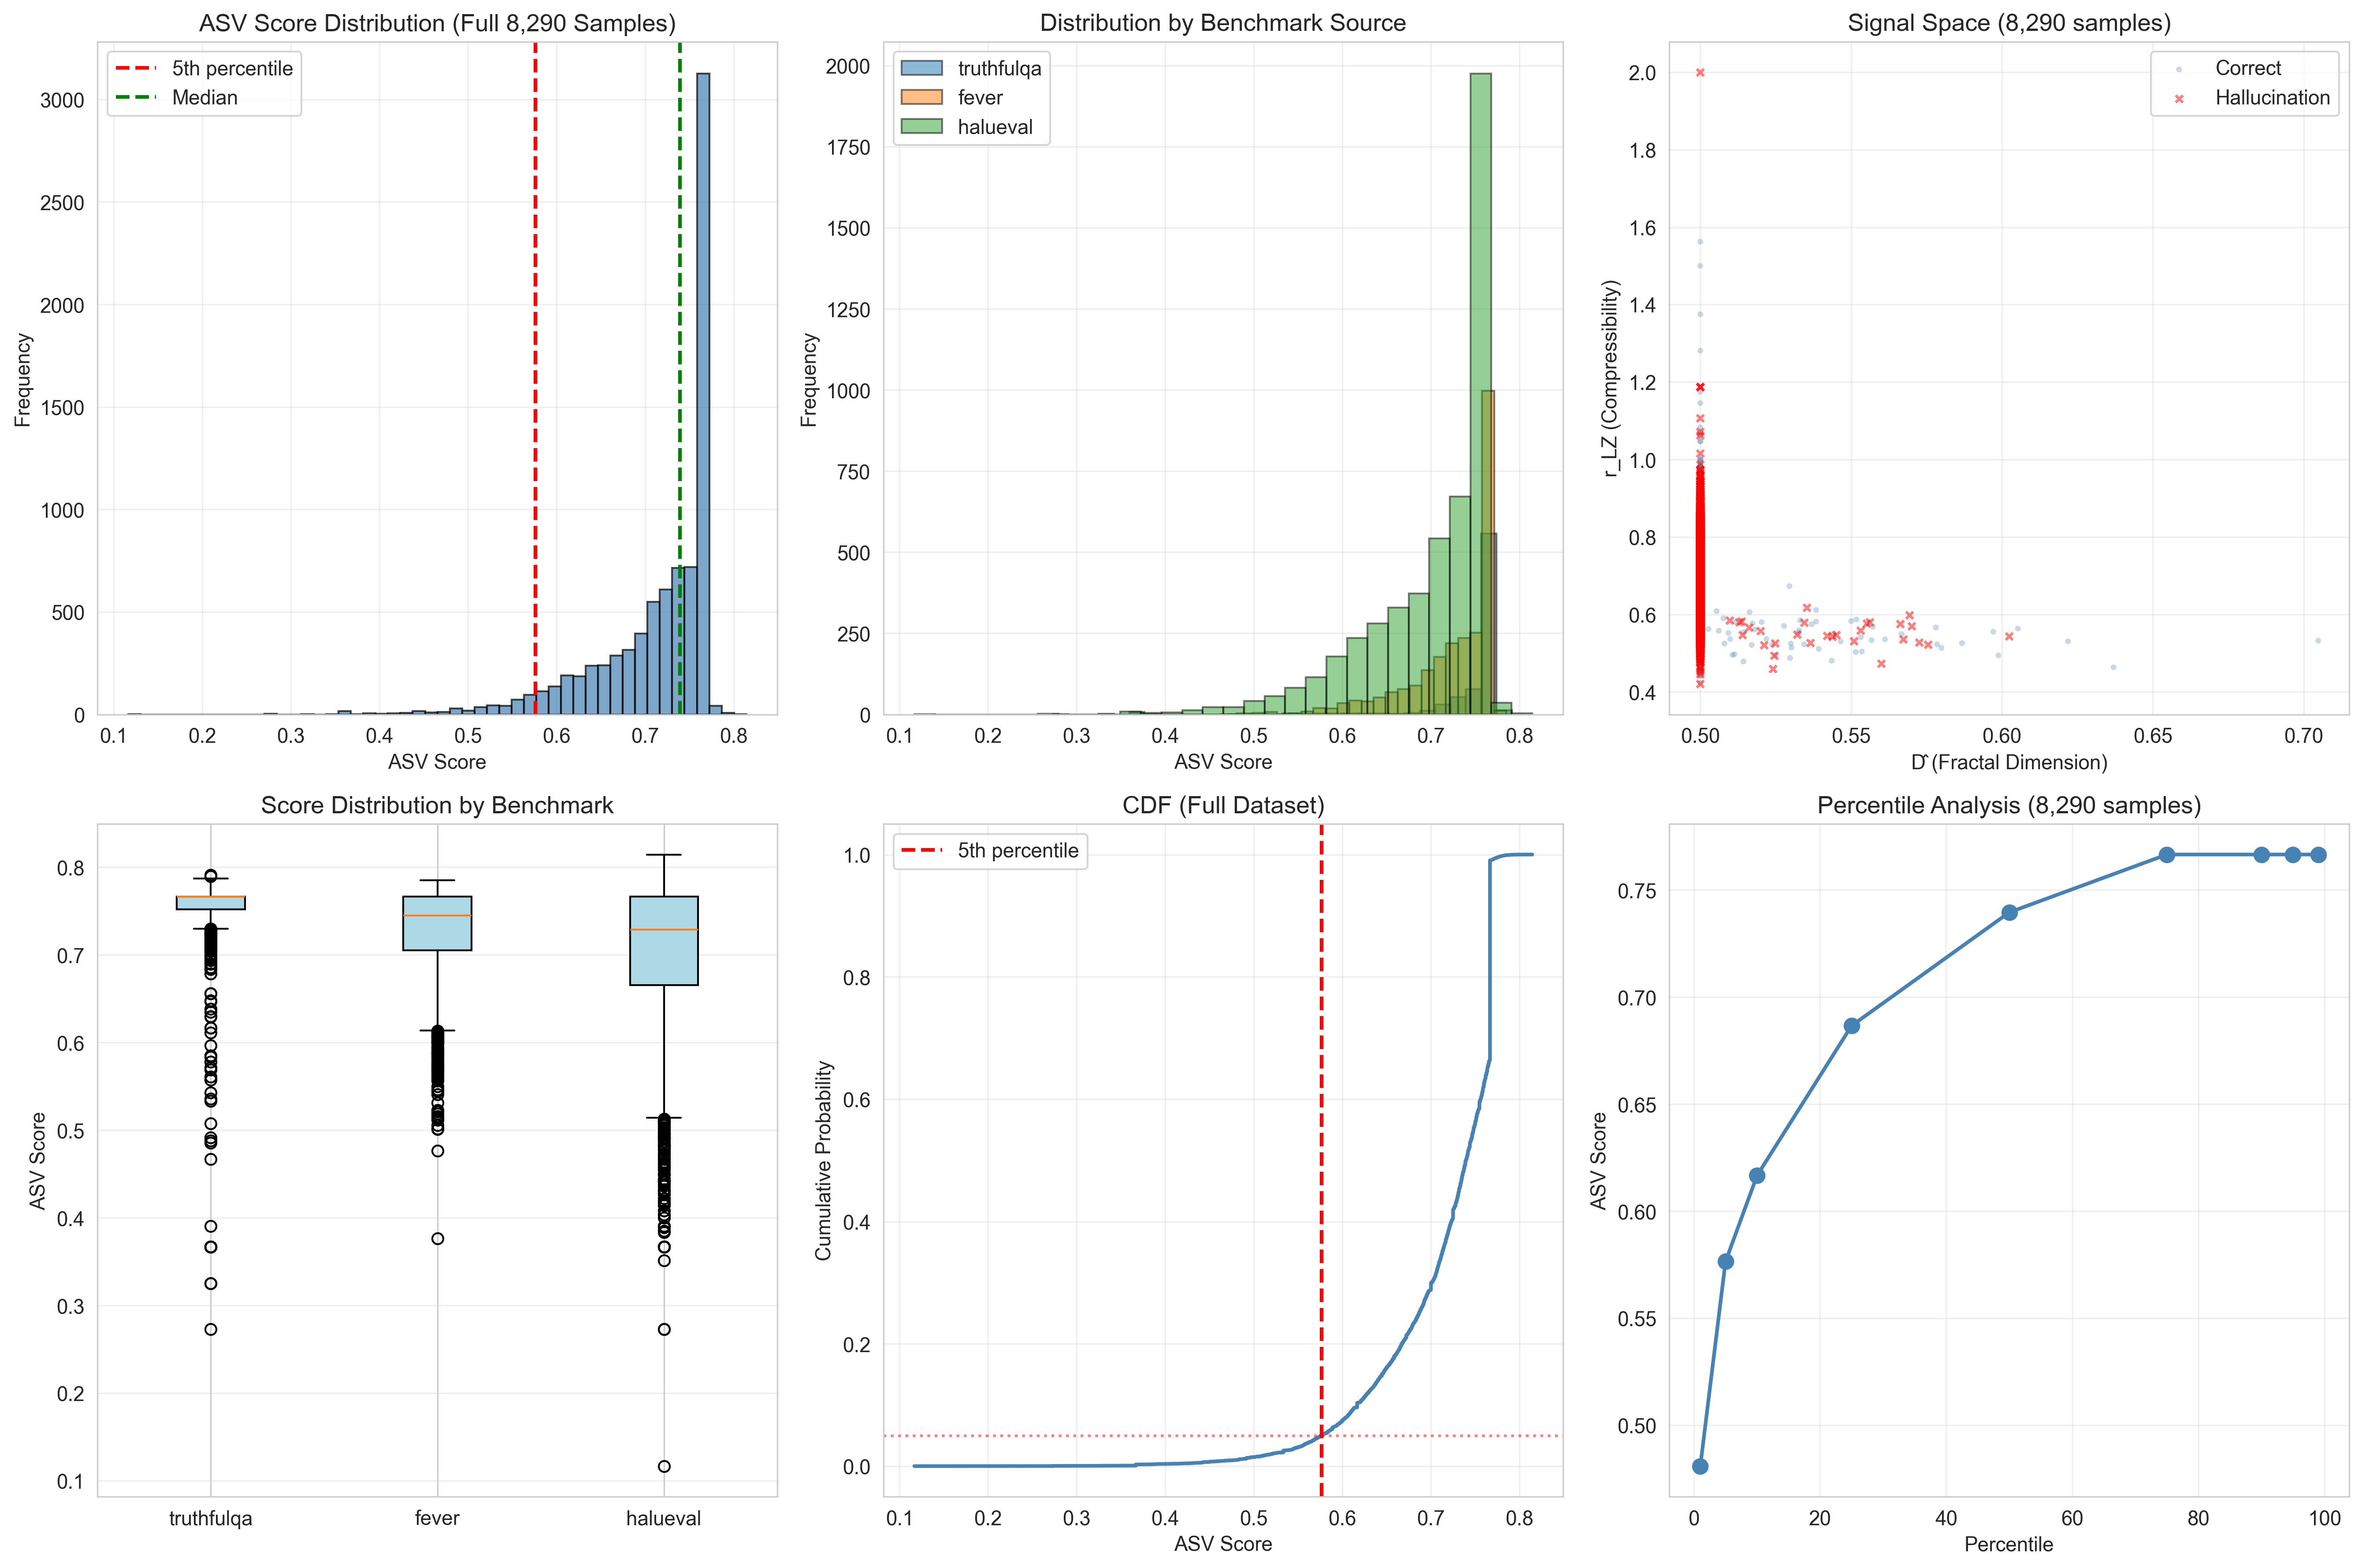 ASV Score Distribution (Full 8,290 Samples)
5th percentile
Median
Frequency
3000
2500
2000
1500
1000
500
0
0.1 0.2 0.3 0.4 0.5 0.6 0.7 0.8
ASV Score
Distribution by Benchmark Source
truthfulqa
fever
halueval
Frequency
2000
1750
1500
1250
1000
750
500
250
0
0.1 0.2 0.3 0.4 0.5 0.6 0.7 0.8
ASV Score
Signal Space (8,290 samples)
Correct
Hallucination
r_LZ (Compressibility)
2.0
1.8
1.6
1.4
1.2
1.0
0.8
0.6
0.4
0.50 0.55 0.60 0.65 0.70
D̂ (Fractal Dimension)
Score Distribution by Benchmark
ASV Score
0.8
0.7
0.6
0.5
0.4
0.3
0.2
0.1
truthfulqa fever halueval
CDF (Full Dataset)
5th percentile
Cumulative Probability
1.0
0.8
0.6
0.4
0.2
0.0
0.1 0.2 0.3 0.4 0.5 0.6 0.7 0.8
ASV Score
Percentile Analysis (8,290 samples)
ASV Score
0.75
0.70
0.65
0.60
0.55
0.50
0 20 40 60 80 100
Percentile